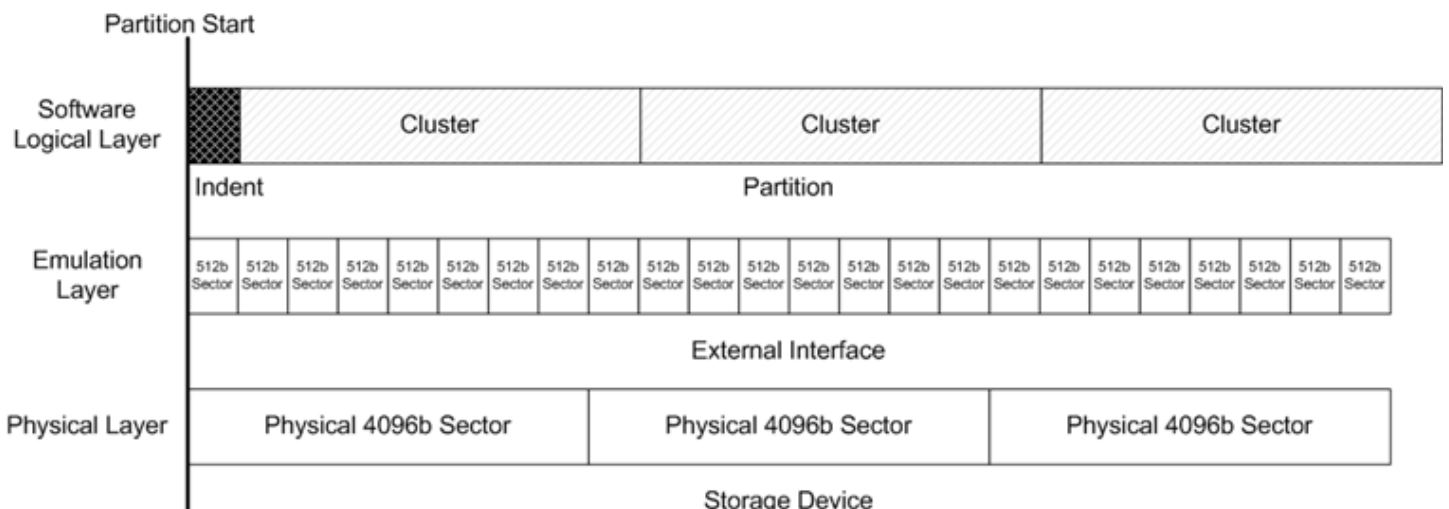 Partition Start
Software
Logical Layer
Cluster Cluster Cluster
Indent Partition
Emulation
Layer
512b 512b 512b 512b 512b 512b 512b 512b 512b 512b 512b 512b 512b 512b 512b 512b 512b 512b 512b 512b 512b 512b 512b 512b
Sector Sector Sector Sector Sector Sector Sector Sector Sector Sector Sector Sector Sector Sector Sector Sector Sector Sector Sector Sector Sector Sector Sector Sector
External Interface
Physical Layer Physical 4096b Sector Physical 4096b Sector Physical 4096b Sector
Storage Device